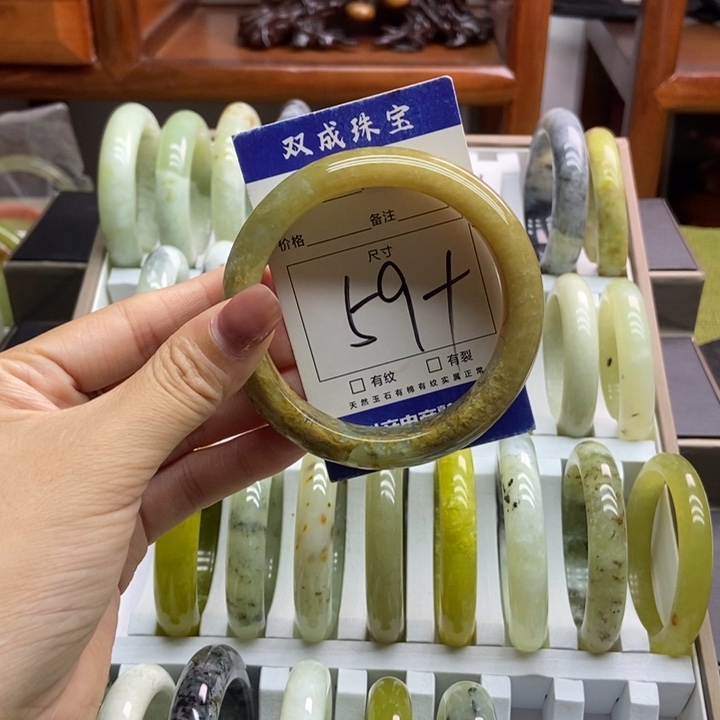 双成珠宝
价格 备注
尺寸
59+
□有纹 □有裂
天然玉石有棉有纹实属正常